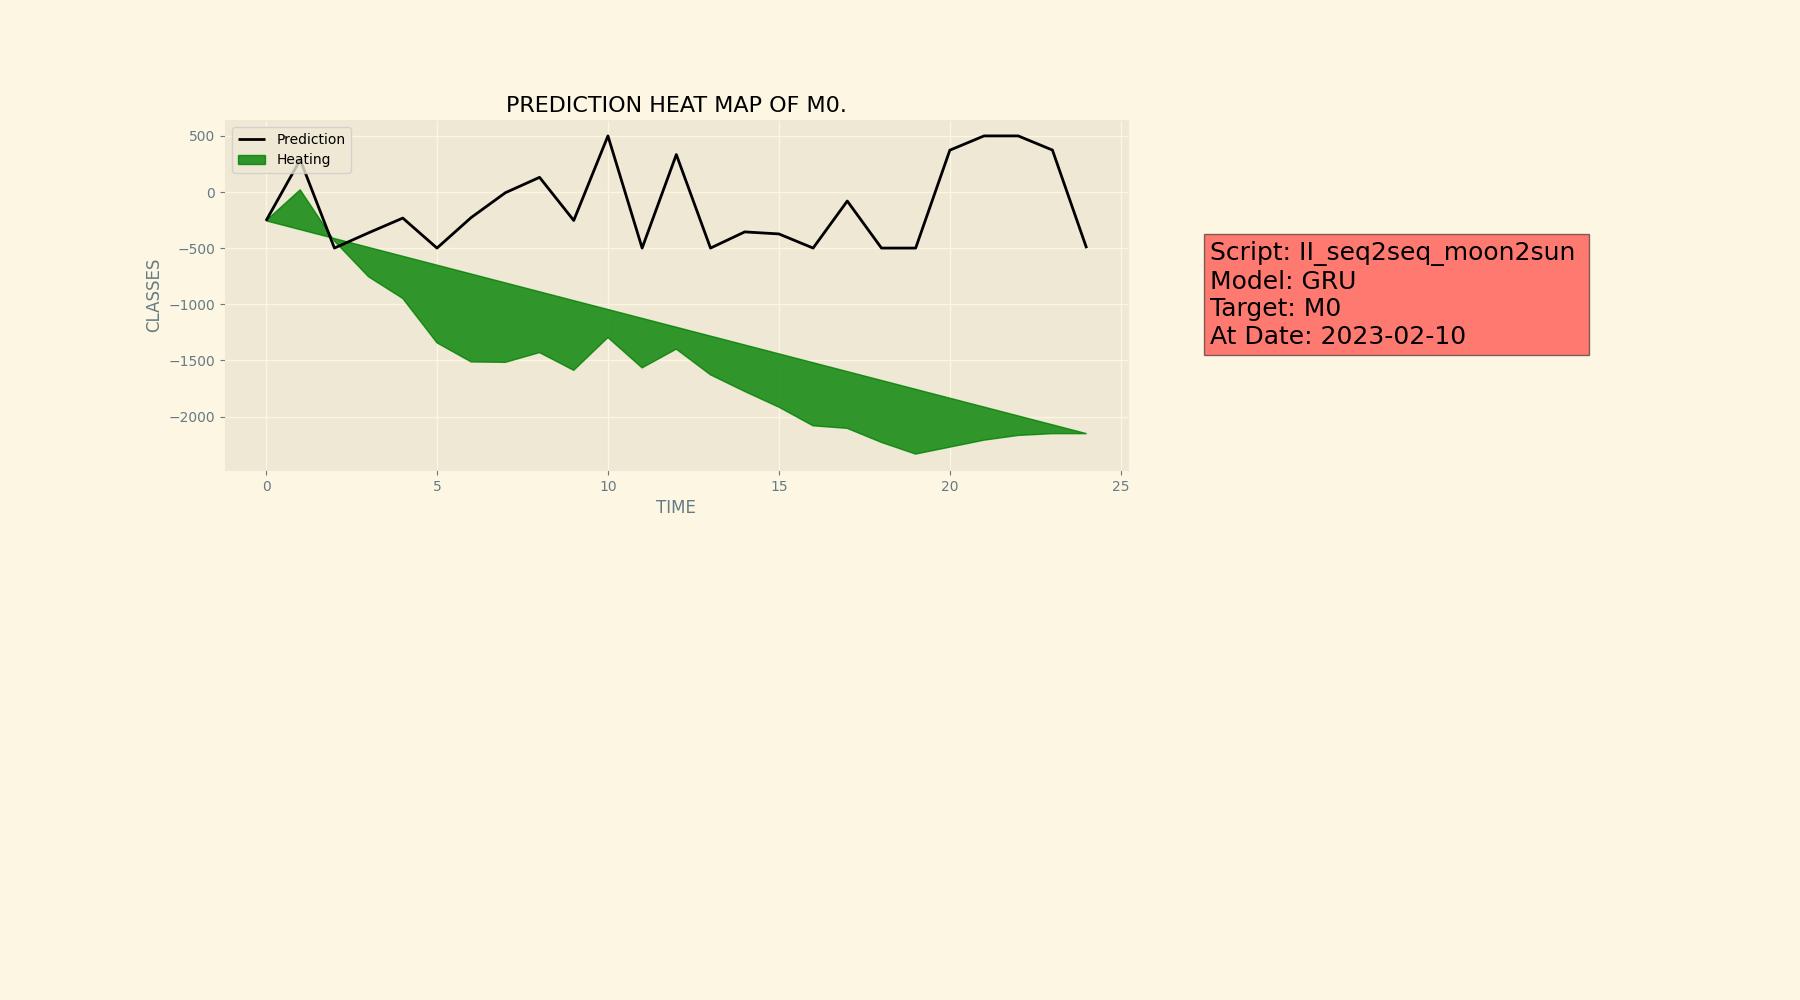 PREDICTION HEAT MAP OF M0.
Prediction
Heating
500
0
−500
−1000
−1500
−2000
CLASSES
0 5 10 15 20 25
TIME
Script: II_seq2seq_moon2sun
Model: GRU
Target: M0
At Date: 2023-02-10